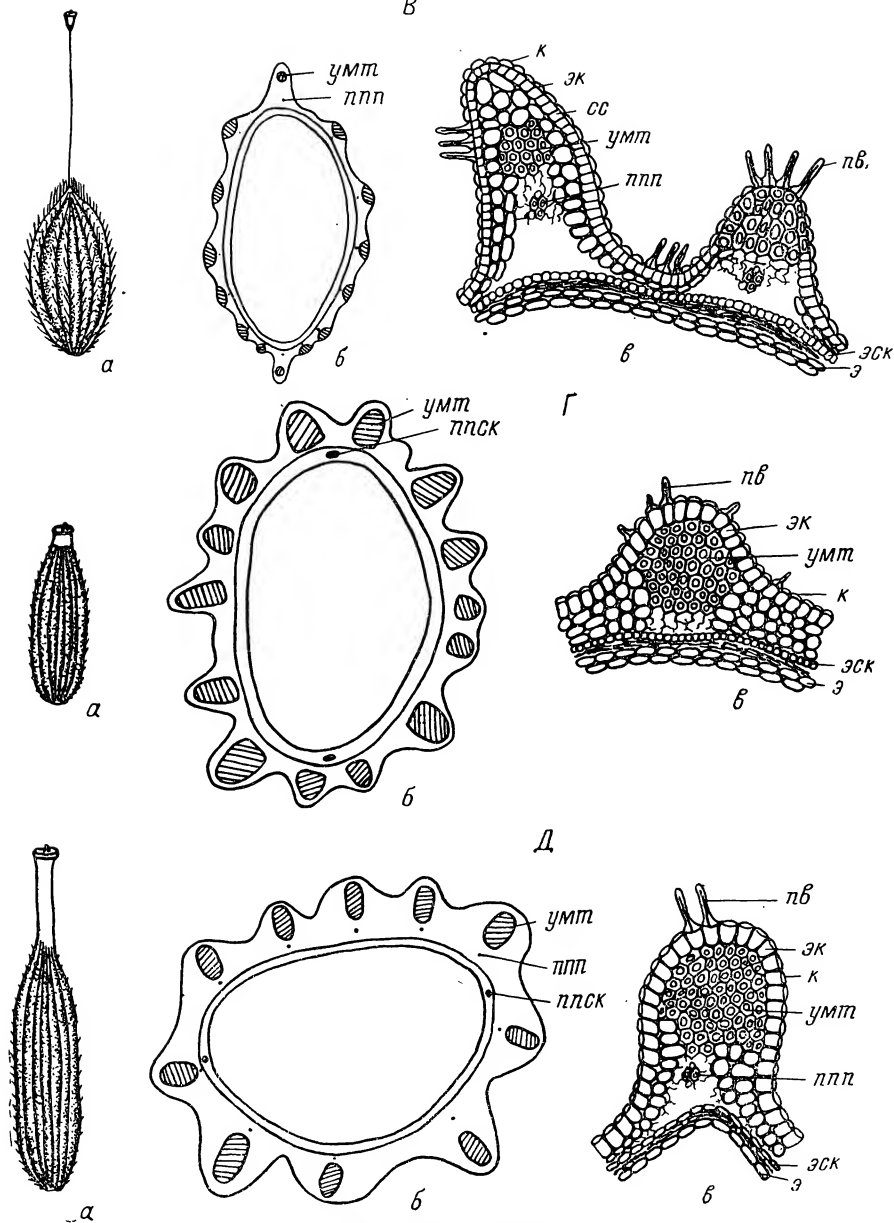 В
к
эк
умт
ппп
сс
умт
ппп
пв.
а
б
в
эск
э
Г
умт
ппск
пв
эк
умт
к
эск
э
а
б
в
Д
умт
ппп
ппск
пв
эк
к
умт
ппп
эск
э
а
б
в